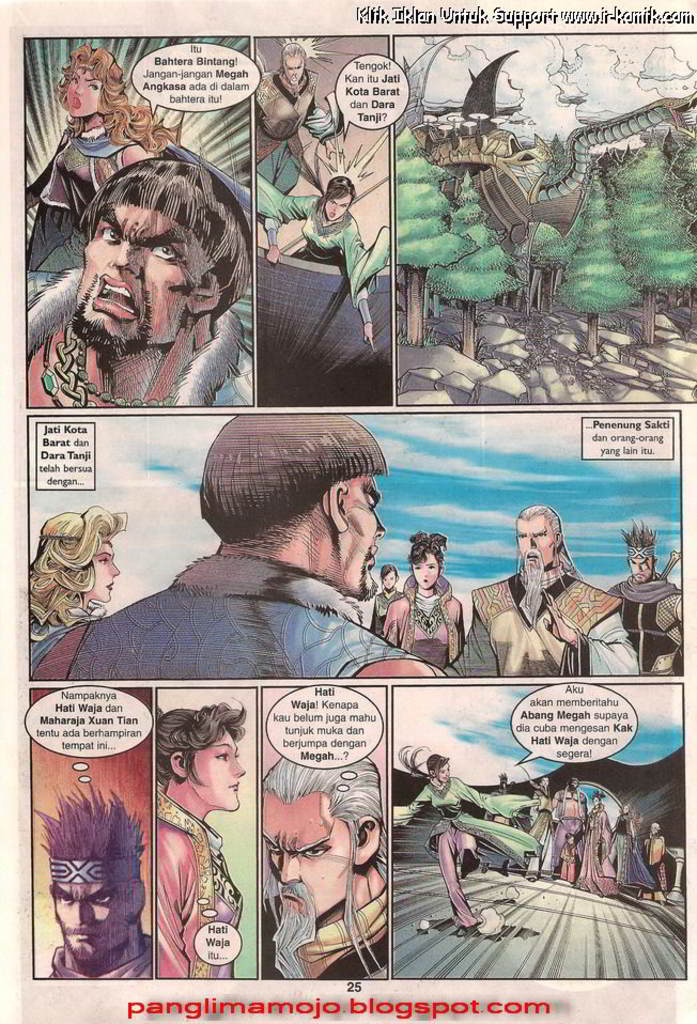 Klik Iklan Untuk Support www.ir-komik.com
Itu
Bahtera Bintang!
Jangan-jangan Megah
Angkasa ada di dalam
bahtera itu!
Tengok!
Kan itu Jati
Kota Barat
dan Dara
Tanji?
Jati Kota
Barat dan
Dara Tanji
telah bersua
dengan...
...Penenung Sakti
dan orang-orang
yang lain itu.
Nampaknya
Hati Waja dan
Maharaja Xuan Tian
tentu ada berhampiran
tempat ini...
Hati
Waja
itu...
Hati
Waja! Kenapa
kau belum juga mahu
tunjuk muka dan
berjumpa dengan
Megah...?
Aku
akan memberitahu
Abang Megah supaya
dia cuba mengesan Kak
Hati Waja dengan
segera!
25
panglimamojo.blogspot.com